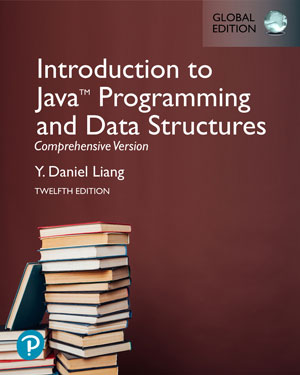 GLOBAL
EDITION
Introduction to
Java™ Programming
and Data Structures
Comprehensive Version
Y. Daniel Liang
TWELFTH EDITION
P